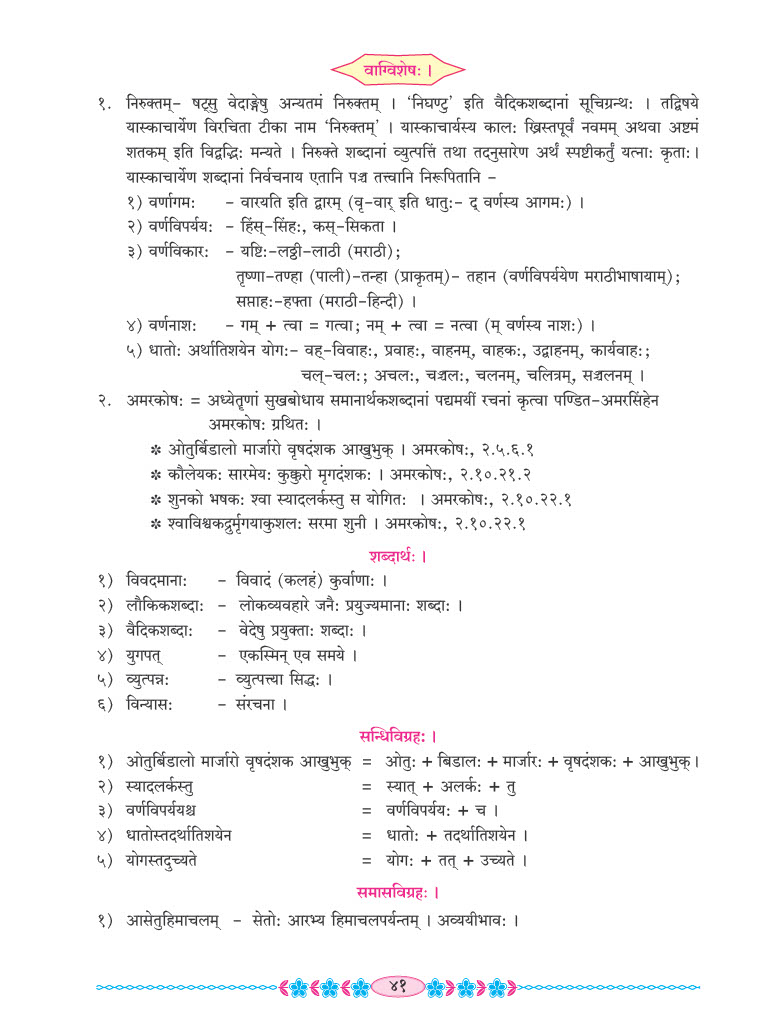 वाग्विशेषः ।
१. निरुक्तम्– षट्सु वेदाङ्गेषु अन्यतमं निरुक्तम् । 'निघण्टु' इति वैदिकशब्दानां सूचिग्रन्थः । तद्विषये
यास्काचार्येण विरचिता टीका नाम 'निरुक्तम्' । यास्काचार्यस्य कालः ख्रिस्तपूर्वं नवमम् अथवा अष्टमं
शतकम् इति विद्वद्भिः मन्यते । निरुक्ते शब्दानां व्युत्पत्तिं तथा तदनुसारेण अर्थं स्पष्टीकर्तुं यत्नाः कृताः।
यास्काचार्येण शब्दानां निर्वचनाय एतानि पञ्च तत्त्वानि निरूपितानि –
१) वर्णागमः – वारयति इति द्वारम् (वृ-वार् इति धातुः– द् वर्णस्य आगमः) ।
२) वर्णविपर्ययः – हिंस्-सिंहः, कस्-सिकता ।
३) वर्णविकारः – यष्टिः-लठ्ठी-लाठी (मराठी);
तृष्णा-तण्हा (पाली)-तन्हा (प्राकृतम्)– तहान (वर्णविपर्ययेण मराठीभाषायाम्);
सप्ताहः-हफ्ता (मराठी-हिन्दी) ।
४) वर्णनाशः – गम् + त्वा = गत्वा; नम् + त्वा = नत्वा (म् वर्णस्य नाशः) ।
५) धातोः अर्थातिशयेन योगः– वह्-विवाहः, प्रवाहः, वाहनम्, वाहकः, उद्वाहनम्, कार्यवाहः;
चल्-चलः; अचलः, चञ्चलः, चलनम्, चलित्रम्, सञ्चलनम् ।
२. अमरकोषः = अध्येतॄणां सुखबोधाय समानार्थकशब्दानां पद्यमयीं रचनां कृत्वा पण्डित-अमरसिंहेन
अमरकोषः ग्रथितः ।
✽ ओतुर्बिडालो मार्जारो वृषदंशक आखुभुक् । अमरकोषः, २.५.६.१
✽ कौलेयकः सारमेयः कुक्कुरो मृगदंशकः । अमरकोषः, २.१०.२१.२
✽ शुनको भषकः श्वा स्यादलर्कस्तु स योगितः । अमरकोषः, २.१०.२२.१
✽ श्वाविश्वकद्रुर्मृगयाकुशलः सरमा शुनी । अमरकोषः, २.१०.२२.१
शब्दार्थः ।
१) विवदमानाः – विवादं (कलहं) कुर्वाणाः ।
२) लौकिकशब्दाः – लोकव्यवहारे जनैः प्रयुज्यमानाः शब्दाः ।
३) वैदिकशब्दाः – वेदेषु प्रयुक्ताः शब्दाः ।
४) युगपत् – एकस्मिन् एव समये ।
५) व्युत्पन्नः – व्युत्पत्त्या सिद्धः ।
६) विन्यासः – संरचना ।
सन्धिविग्रहः ।
१) ओतुर्बिडालो मार्जारो वृषदंशक आखुभुक् = ओतुः + बिडालः + मार्जारः + वृषदंशकः + आखुभुक्।
२) स्यादलर्कस्तु = स्यात् + अलर्कः + तु
३) वर्णविपर्ययश्च = वर्णविपर्ययः + च ।
४) धातोस्तदर्थातिशयेन = धातोः + तदर्थातिशयेन ।
५) योगस्तदुच्यते = योगः + तत् + उच्यते ।
समासविग्रहः ।
१) आसेतुहिमाचलम् – सेतोः आरभ्य हिमाचलपर्यन्तम् । अव्ययीभावः ।
४१